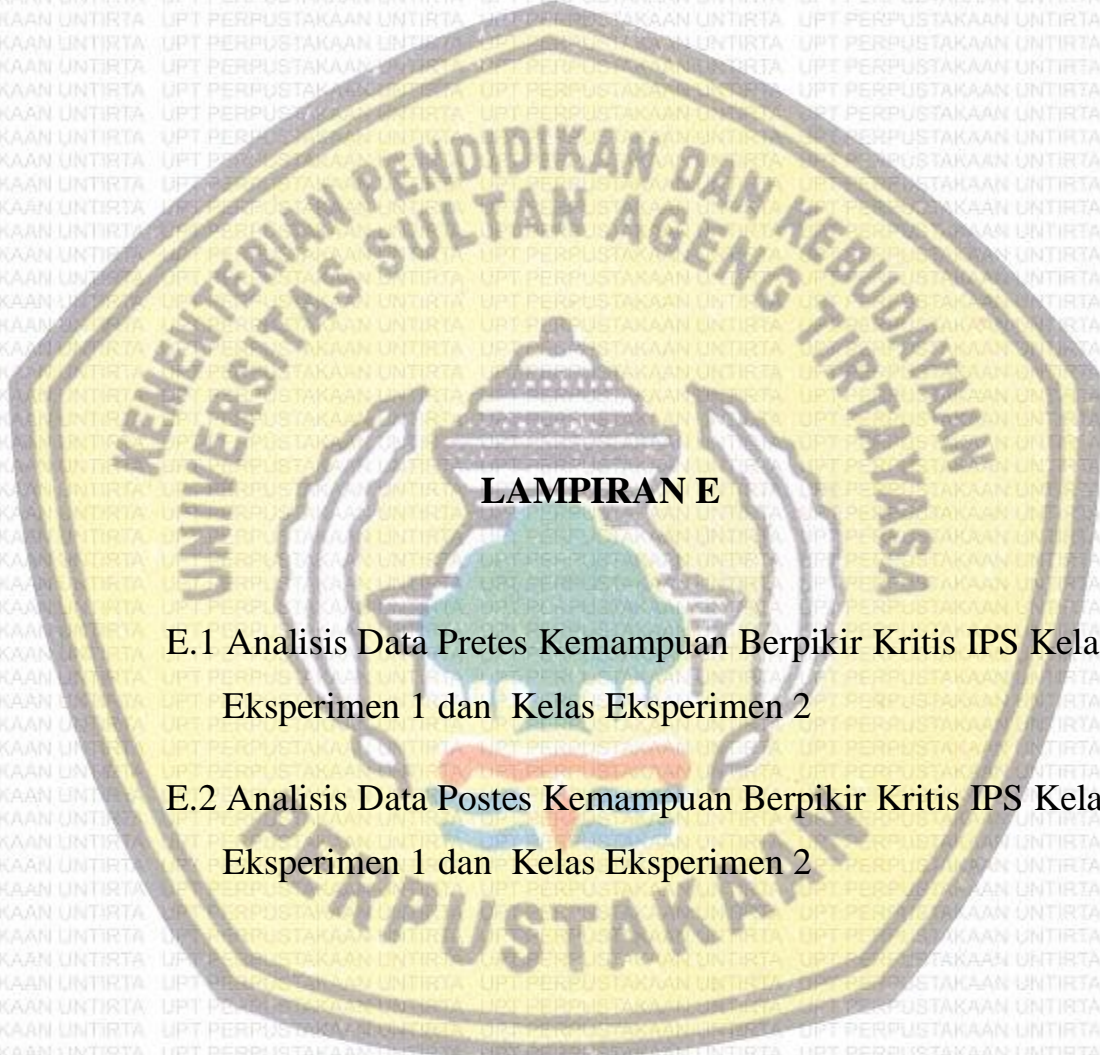 KEMENTERIAN PENDIDIKAN DAN KEBUDAYAAN
UNIVERSITAS SULTAN AGENG TIRTAYASA
LAMPIRAN E
E.1 Analisis Data Pretes Kemampuan Berpikir Kritis IPS Kela
Eksperimen 1 dan Kelas Eksperimen 2
E.2 Analisis Data Postes Kemampuan Berpikir Kritis IPS Kela
Eksperimen 1 dan Kelas Eksperimen 2
PERPUSTAKAAN